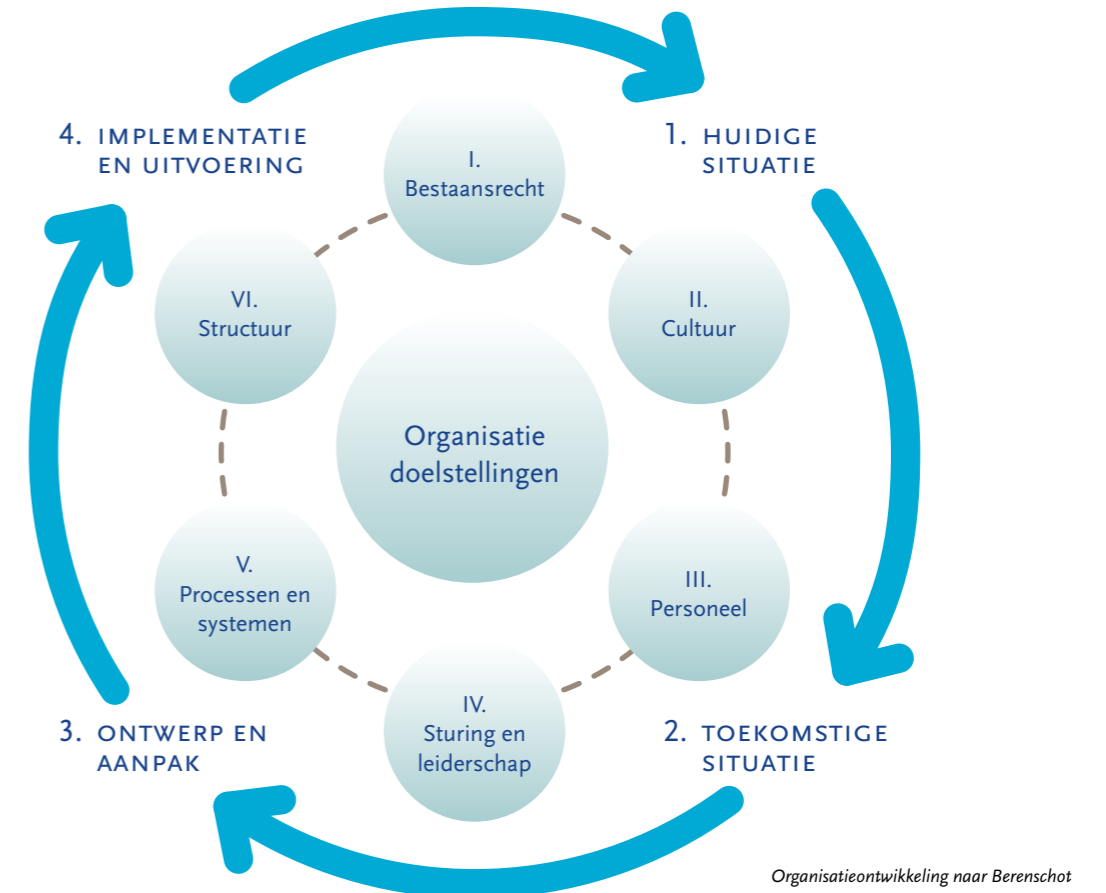 4. IMPLEMENTATIE
EN UITVOERING
1. HUIDIGE
SITUATIE
I.
Bestaansrecht
VI.
Structuur
II.
Cultuur
Organisatie
doelstellingen
V.
Processen en
systemen
III.
Personeel
IV.
Sturing en
leiderschap
3. ONTWERP EN
AANPAK
2. TOEKOMSTIGE
SITUATIE
Organisatieontwikkeling naar Berenschot